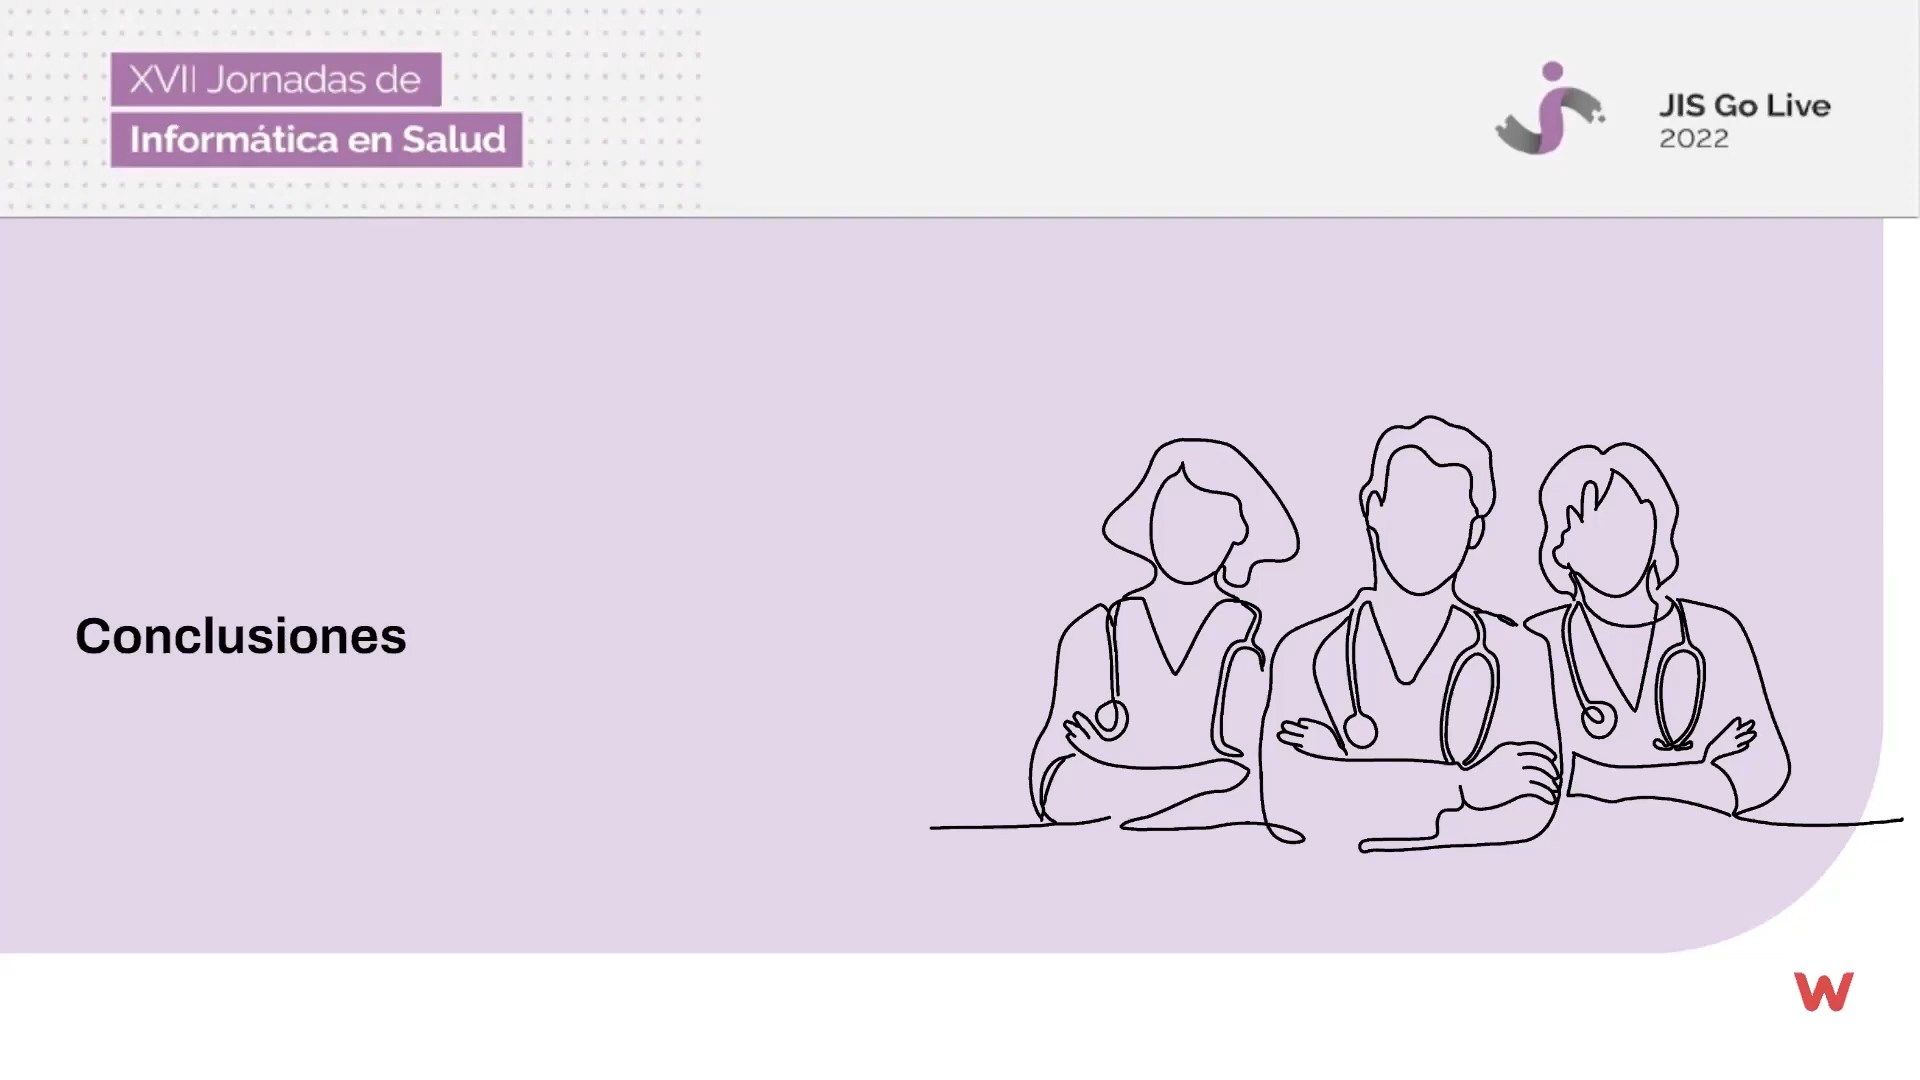 XVII Jornadas de
Informática en Salud
JIS Go Live
2022
Conclusiones
W